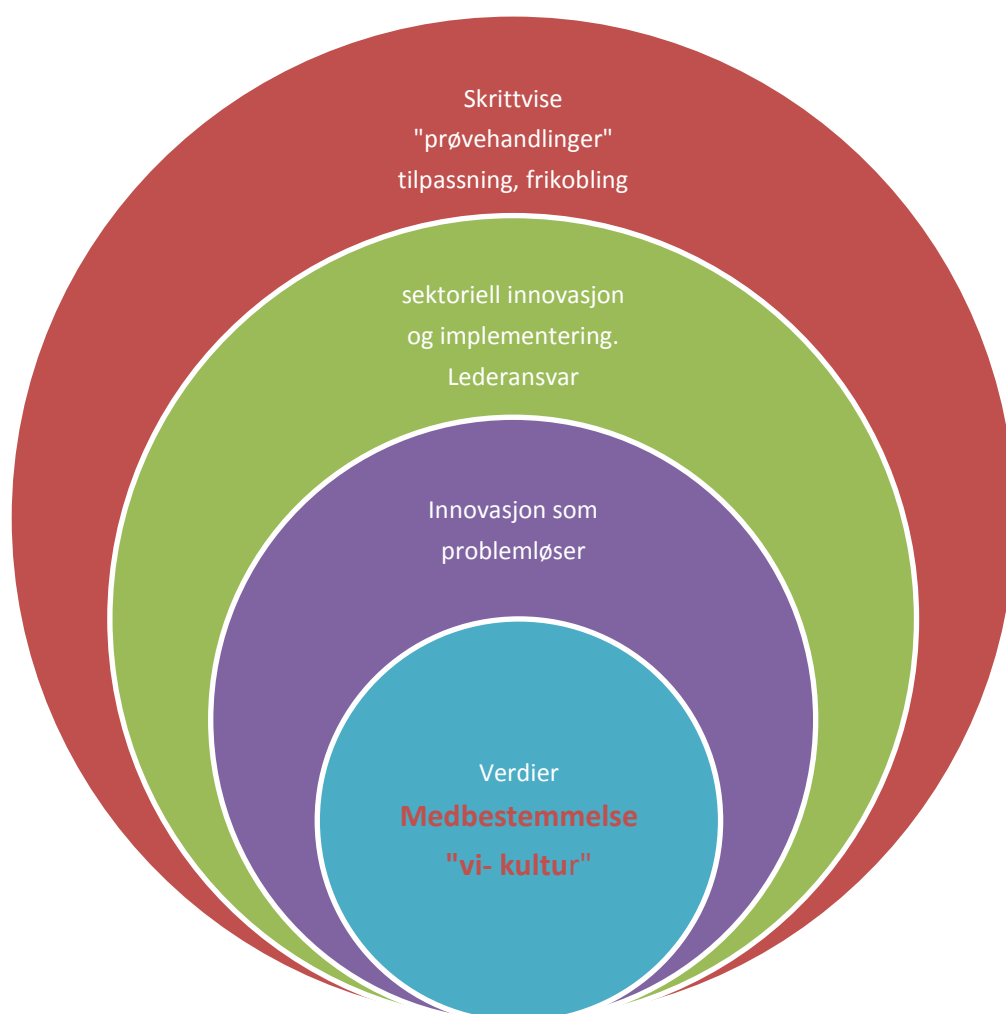 Skrittvise
"prøvehandlinger"
tilpassning, frikobling
sektoriell innovasjon
og implementering.
Lederansvar
Innovasjon som
problemløser
Verdier
Medbestemmelse
"vi- kultur"